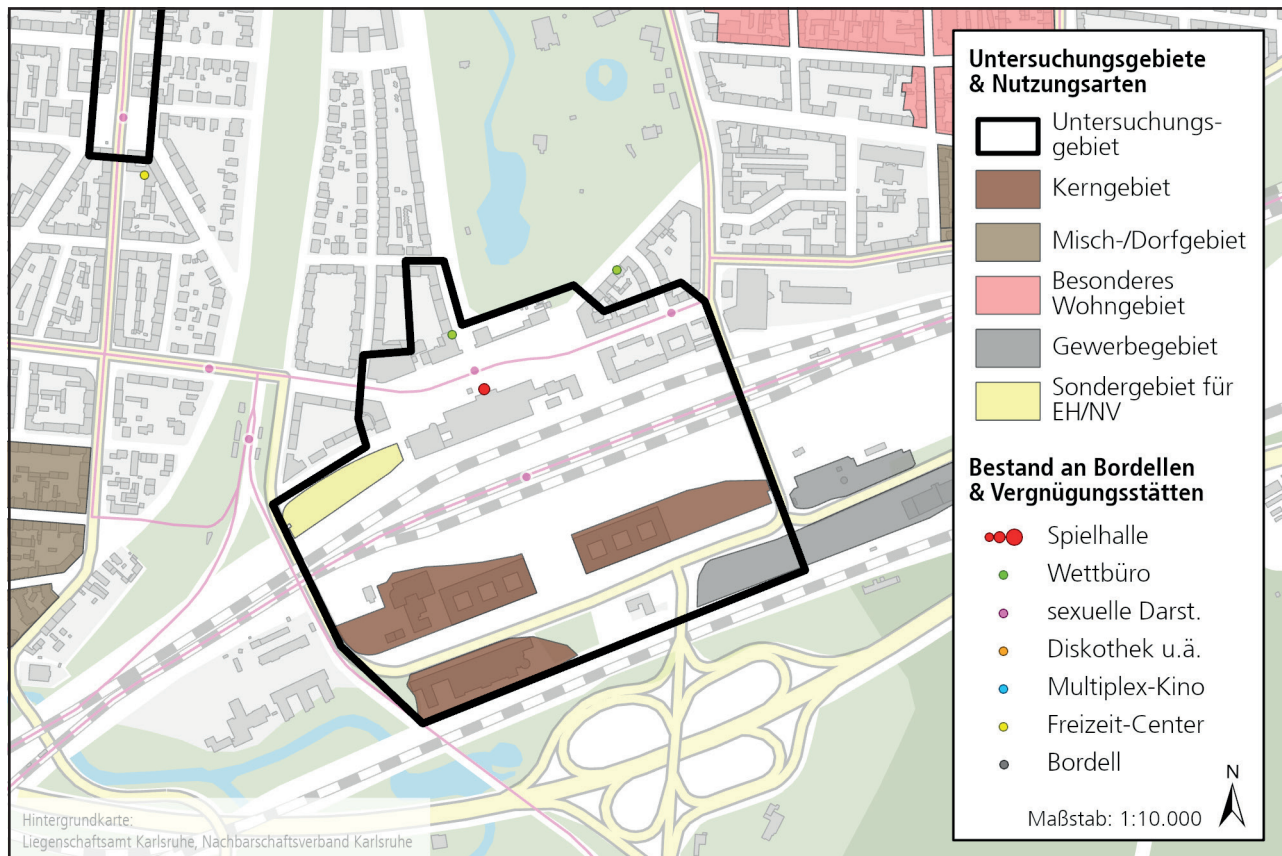 Untersuchungsgebiete
& Nutzungsarten
Untersuchungs-
gebiet
Kerngebiet
Misch-/Dorfgebiet
Besonderes
Wohngebiet
Gewerbegebiet
Sondergebiet für
EH/NV
Bestand an Bordellen
& Vergnügungsstätten
Spielhalle
Wettbüro
sexuelle Darst.
Diskothek u.ä.
Multiplex-Kino
Freizeit-Center
Bordell
N
Maßstab: 1:10.000
Hintergrundkarte:
Liegenschaftsamt Karlsruhe, Nachbarschaftsverband Karlsruhe